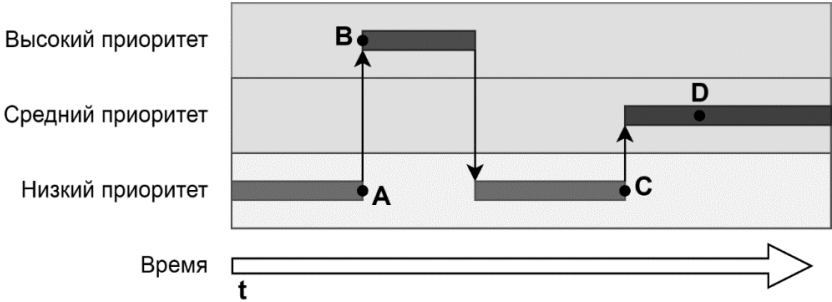 Высокий приоритет
B
Средний приоритет
D
Низкий приоритет
A
C
Время
t